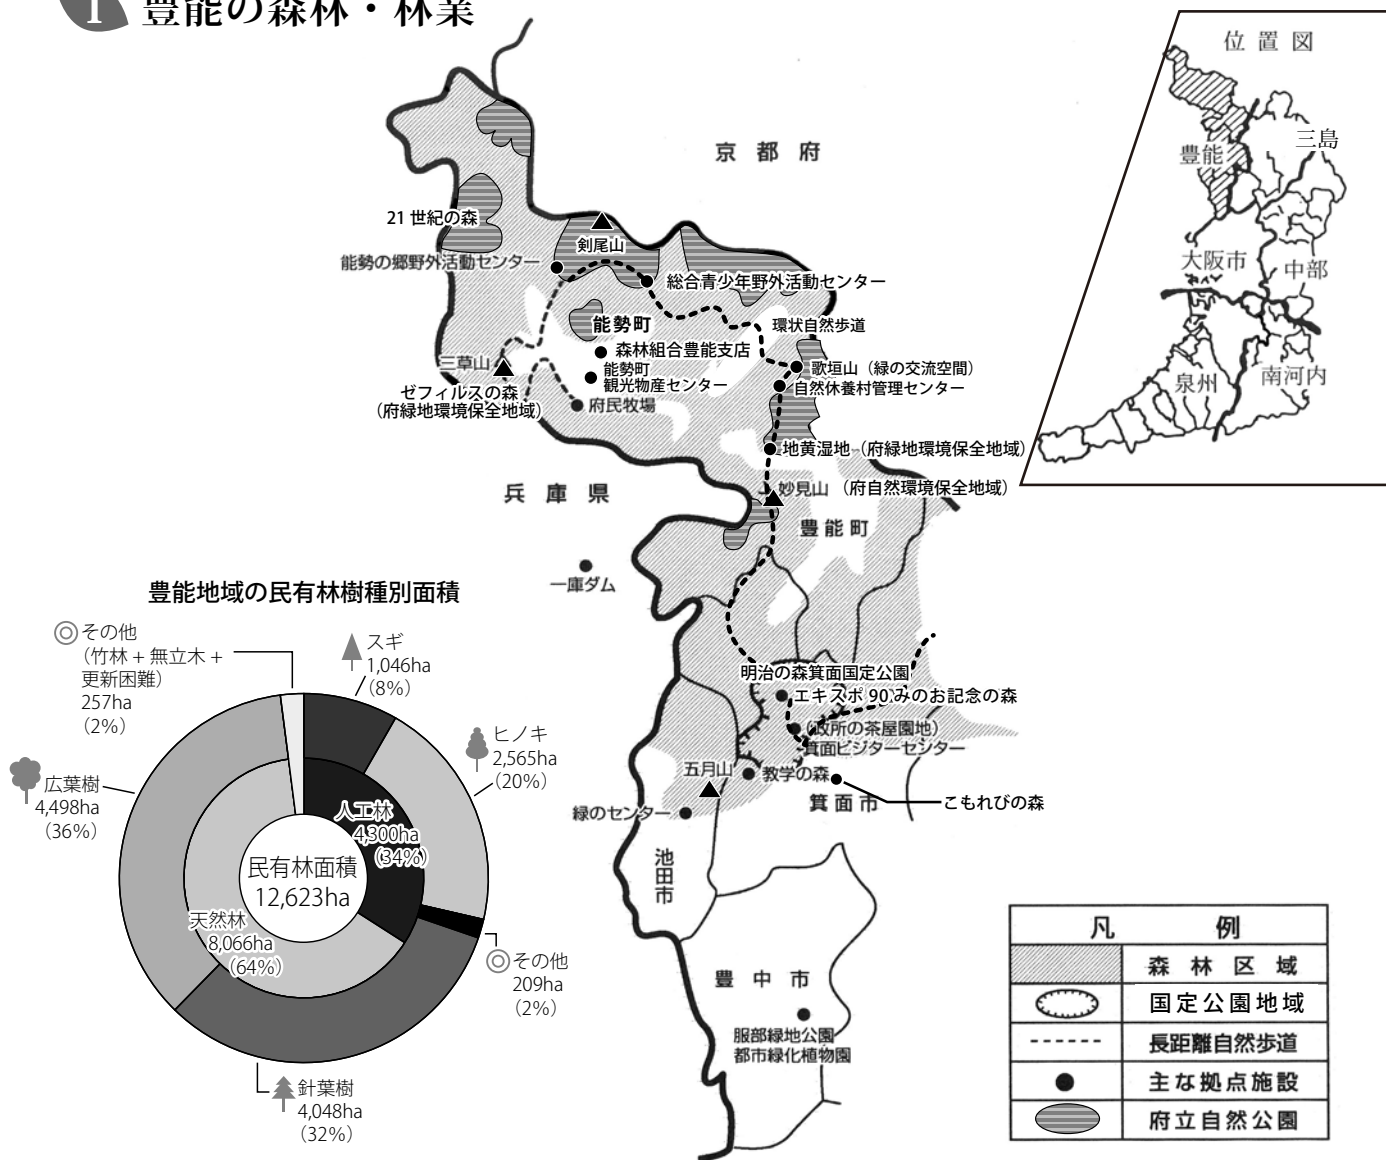 1 豊能の森林・林業
位置図
三島
豊能
大阪市
中部
泉州
南河内
京都府
21世紀の森
剣尾山
能勢の郷野外活動センター
総合青少年野外活動センター
能勢町
環状自然歩道
森林組合豊能支店
三草山
能勢町
観光物産センター
歌垣山（緑の交流空間）
自然休養村管理センター
ゼフィルスの森
（府緑地環境保全地域）
府民牧場
地黄湿地（府緑地環境保全地域）
兵庫県
妙見山（府自然環境保全地域）
豊能町
一庫ダム
明治の森箕面国定公園
エキスポ90みのお記念の森
（政所の茶屋園地）
箕面ビジターセンター
五月山
教学の森
箕面市
こもれびの森
緑のセンター
池田市
豊中市
服部緑地公園
都市緑化植物園
豊能地域の民有林樹種別面積
◎その他
（竹林＋無立木＋
更新困難）
257ha
（2%）
スギ
1,046ha
（8%）
ヒノキ
2,565ha
（20%）
広葉樹
4,498ha
（36%）
人工林
4,300ha
（34%）
民有林面積
12,623ha
天然林
8,066ha
（64%）
◎その他
209ha
（2%）
針葉樹
4,048ha
（32%）
凡例
森林区域
国定公園地域
長距離自然歩道
主な拠点施設
府立自然公園